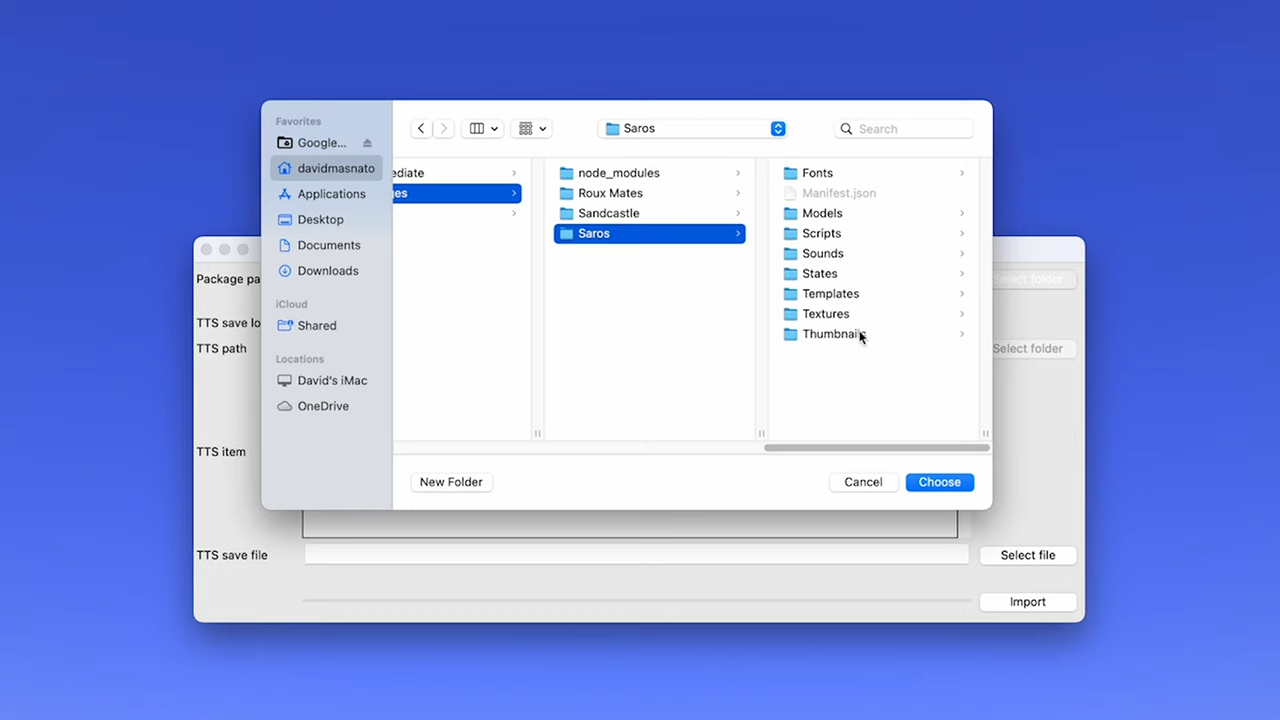 Favorites
Google...
davidmasnato
Applications
Desktop
Documents
Downloads
iCloud
Shared
Locations
David's iMac
OneDrive
Saros
Search
ediate
ges
node_modules
Roux Mates
Sandcastle
Saros
Fonts
Manifest.json
Models
Scripts
Sounds
States
Templates
Textures
Thumbnails
New Folder
Cancel
Choose
Package pa
Select folder
TTS save lo
TTS path
Select folder
TTS item
TTS save file
Select file
Import